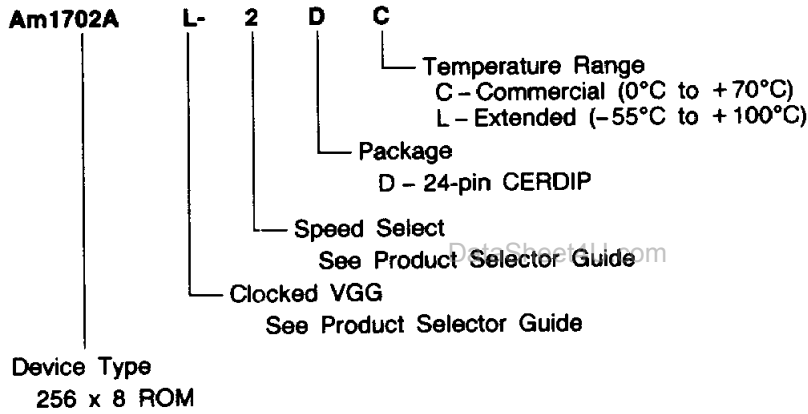 Am1702A L- 2 D C
Temperature Range
C – Commercial (0°C to +70°C)
L – Extended (–55°C to +100°C)
Package
D – 24-pin CERDIP
Speed Select
DataSheet4U.com
See Product Selector Guide
Clocked VGG
See Product Selector Guide
Device Type
256 x 8 ROM